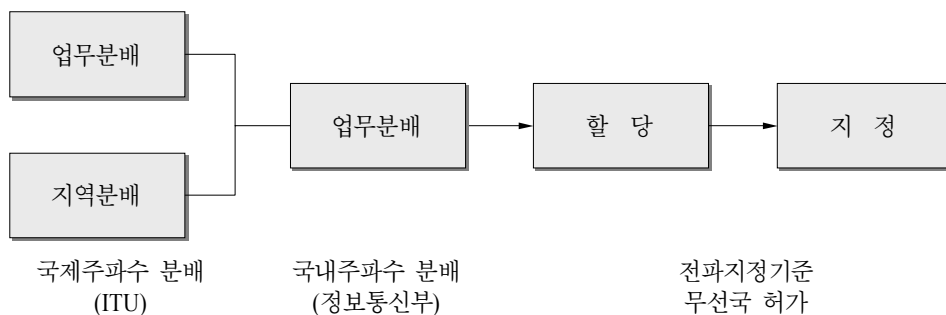 업무분배
지역분배
업무분배
할 당
지 정
국제주파수 분배
(ITU)
국내주파수 분배
(정보통신부)
전파지정기준
무선국 허가